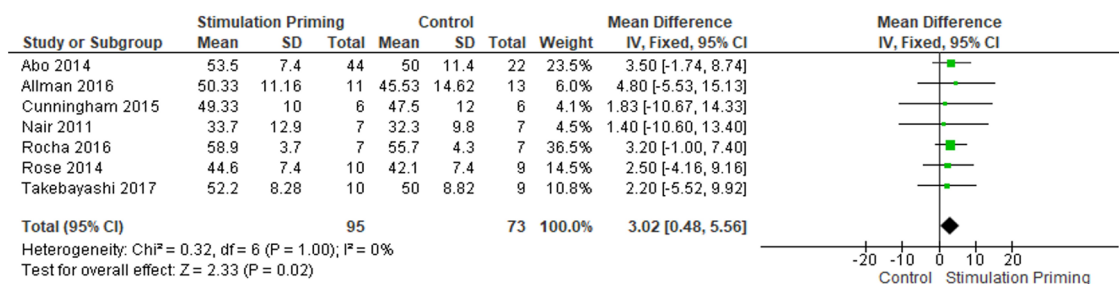 Stimulation Priming Control Mean Difference Mean Difference
Study or Subgroup Mean SD Total Mean SD Total Weight IV, Fixed, 95% CI IV, Fixed, 95% CI
Abo 2014 53.5 7.4 44 50 11.4 22 23.5% 3.50 [-1.74, 8.74]
Allman 2016 50.33 11.16 11 45.53 14.62 13 6.0% 4.80 [-5.53, 15.13]
Cunningham 2015 49.33 10 6 47.5 12 6 4.1% 1.83 [-10.67, 14.33]
Nair 2011 33.7 12.9 7 32.3 9.8 7 4.5% 1.40 [-10.60, 13.40]
Rocha 2016 58.9 3.7 7 55.7 4.3 7 36.5% 3.20 [-1.00, 7.40]
Rose 2014 44.6 7.4 10 42.1 7.4 9 14.5% 2.50 [-4.16, 9.16]
Takebayashi 2017 52.2 8.28 10 50 8.82 9 10.8% 2.20 [-5.52, 9.92]
Total (95% CI) 95 73 100.0% 3.02 [0.48, 5.56]
Heterogeneity: Chi² = 0.32, df = 6 (P = 1.00); I² = 0%
Test for overall effect: Z = 2.33 (P = 0.02)
-20 -10 0 10 20
Control Stimulation Priming